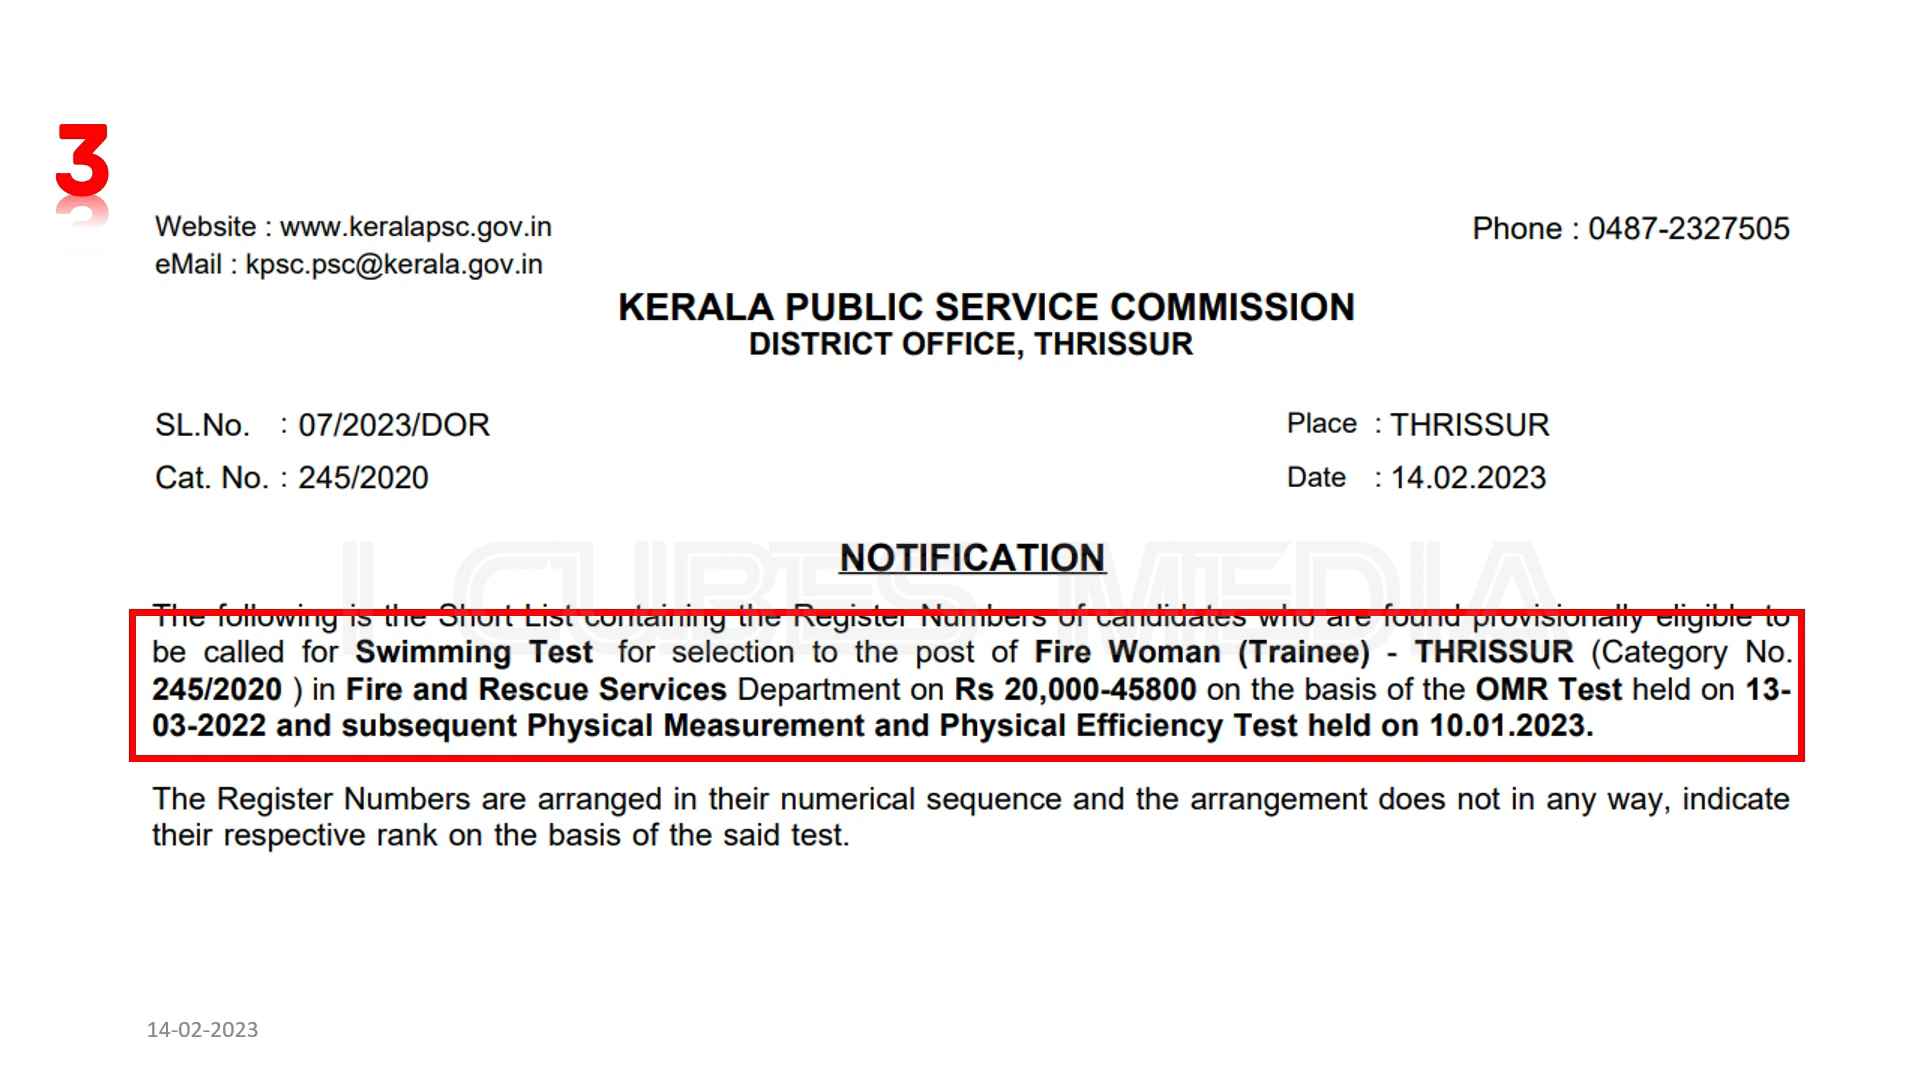 3
Website : www.keralapsc.gov.in
Phone : 0487-2327505
eMail : kpsc.psc@kerala.gov.in
KERALA PUBLIC SERVICE COMMISSION
DISTRICT OFFICE, THRISSUR
SL.No. : 07/2023/DOR
Place : THRISSUR
Cat. No. : 245/2020
Date : 14.02.2023
I CUBES MEDIA
NOTIFICATION
The following is the Short List containing the Register Numbers of candidates who are found provisionally eligible to
be called for Swimming Test for selection to the post of Fire Woman (Trainee) - THRISSUR (Category No.
245/2020 ) in Fire and Rescue Services Department on Rs 20,000-45800 on the basis of the OMR Test held on 13-
03-2022 and subsequent Physical Measurement and Physical Efficiency Test held on 10.01.2023.
The Register Numbers are arranged in their numerical sequence and the arrangement does not in any way, indicate
their respective rank on the basis of the said test.
14-02-2023